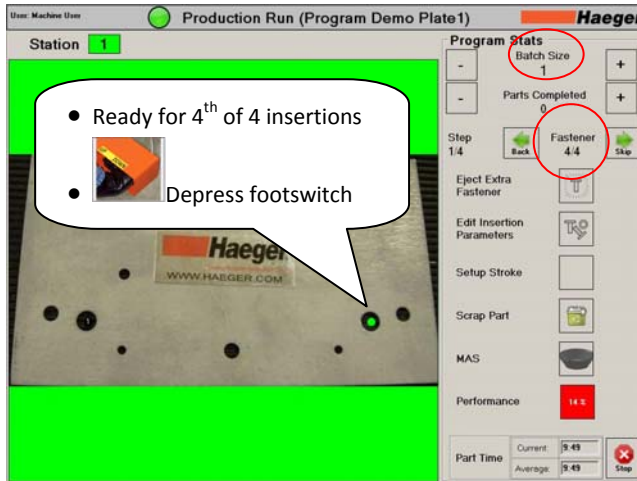 User: Machine User
Production Run (Program Demo Plate1)
Haeger
Station 1
Program Stats
Batch Size
- 1 +
Parts Completed
- 0 +
Step
1/4
Back
Fastener
4/4
Skip
Eject Extra
Fastener
Edit Insertion
Parameters
Setup Stroke
Scrap Part
MAS
Performance
14 %
Part Time
Current: 9:49
Average: 9:49
Stop
• Ready for 4th of 4 insertions
• Depress footswitch
Haeger
WWW.HAEGER.COM